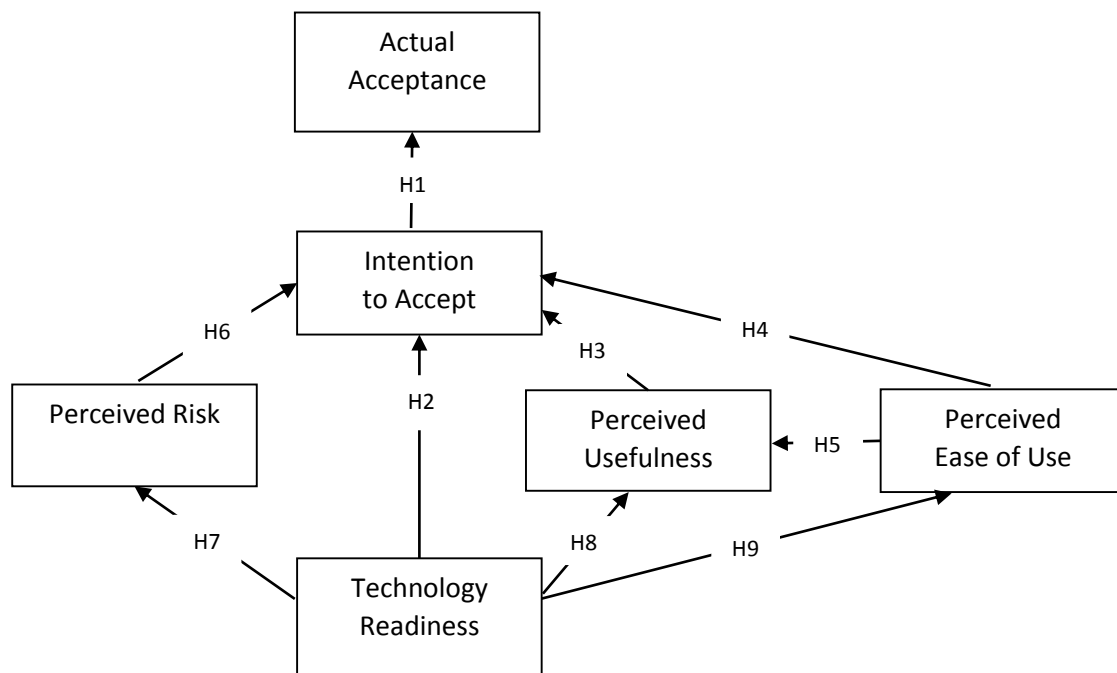 Actual
Acceptance
H1
Intention
to Accept
H6
H4
H3
H2
Perceived Risk
Perceived
Usefulness
Perceived
Ease of Use
H5
H7
H8
H9
Technology
Readiness